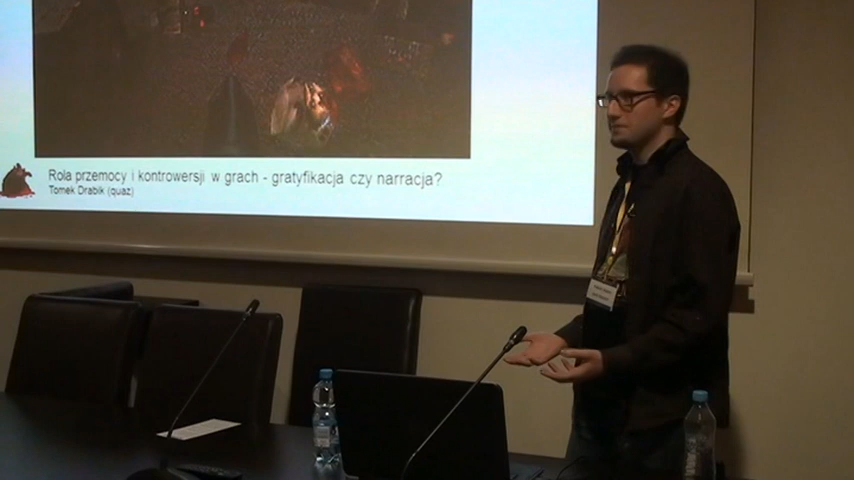 Rola przemocy i kontrowersji w grach - gratyfikacja czy narracja?
Tomek Drabik (quaz)